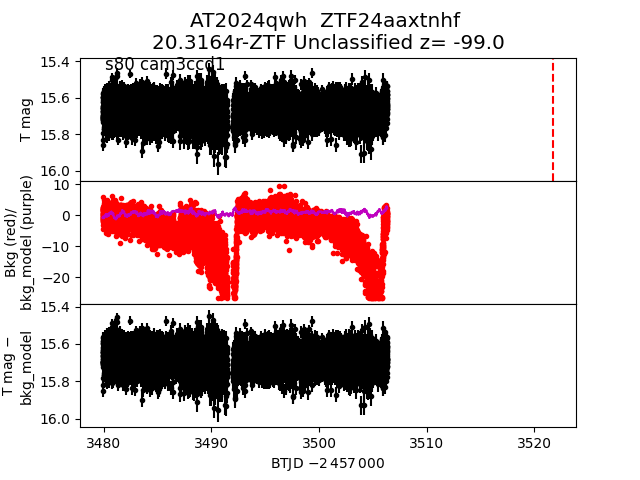 AT2024qwh  ZTF24aaxtnhf
20.3164r-ZTF Unclassified z= -99.0
s80 cam3ccd1
15.4
15.6
15.8
16.0
T mag
10
0
−10
−20
Bkg (red)/
bkg_model (purple)
15.4
15.6
15.8
16.0
T mag −
bkg_model
3480
3490
3500
3510
3520
BTJD −2 457 000